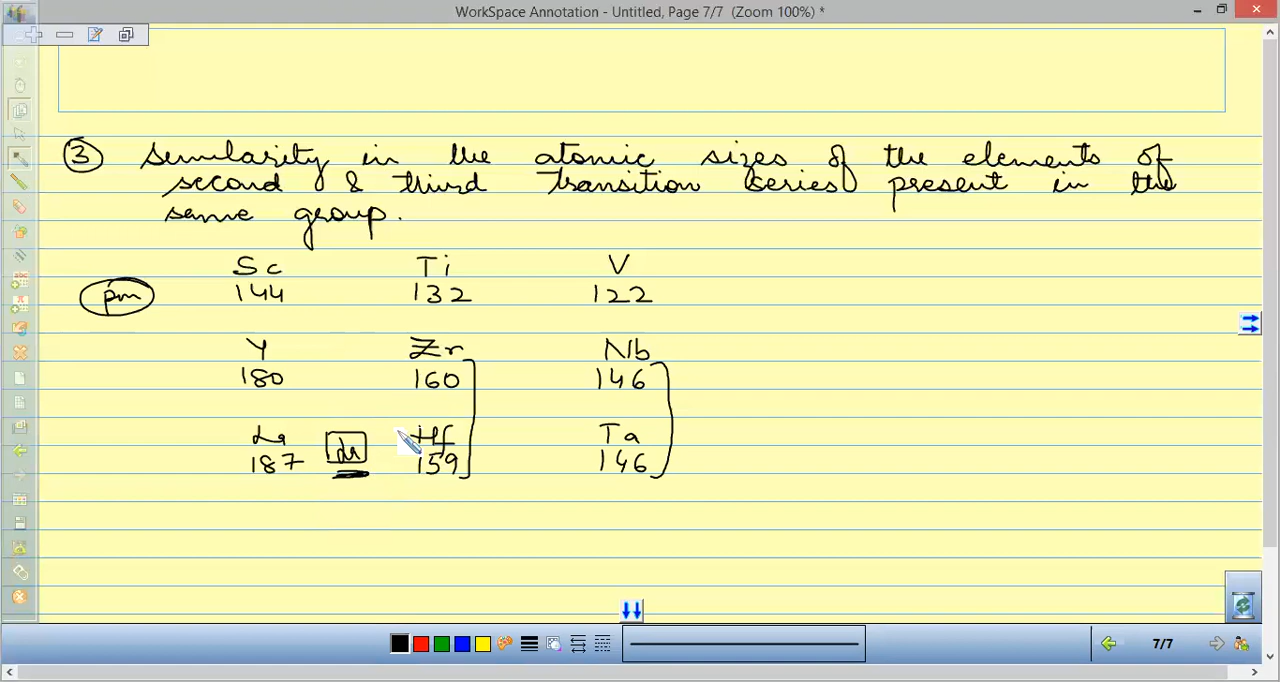 WorkSpace Annotation - Untitled, Page 7/7 (Zoom 100%) *
③ Similarity in the atomic sizes of the elements of
second & third transition series present in the
same group.
Sc Ti V
pm 144 132 122
Y Zr Nb
180 160 146
La Hf Ta
187 159 146
7/7